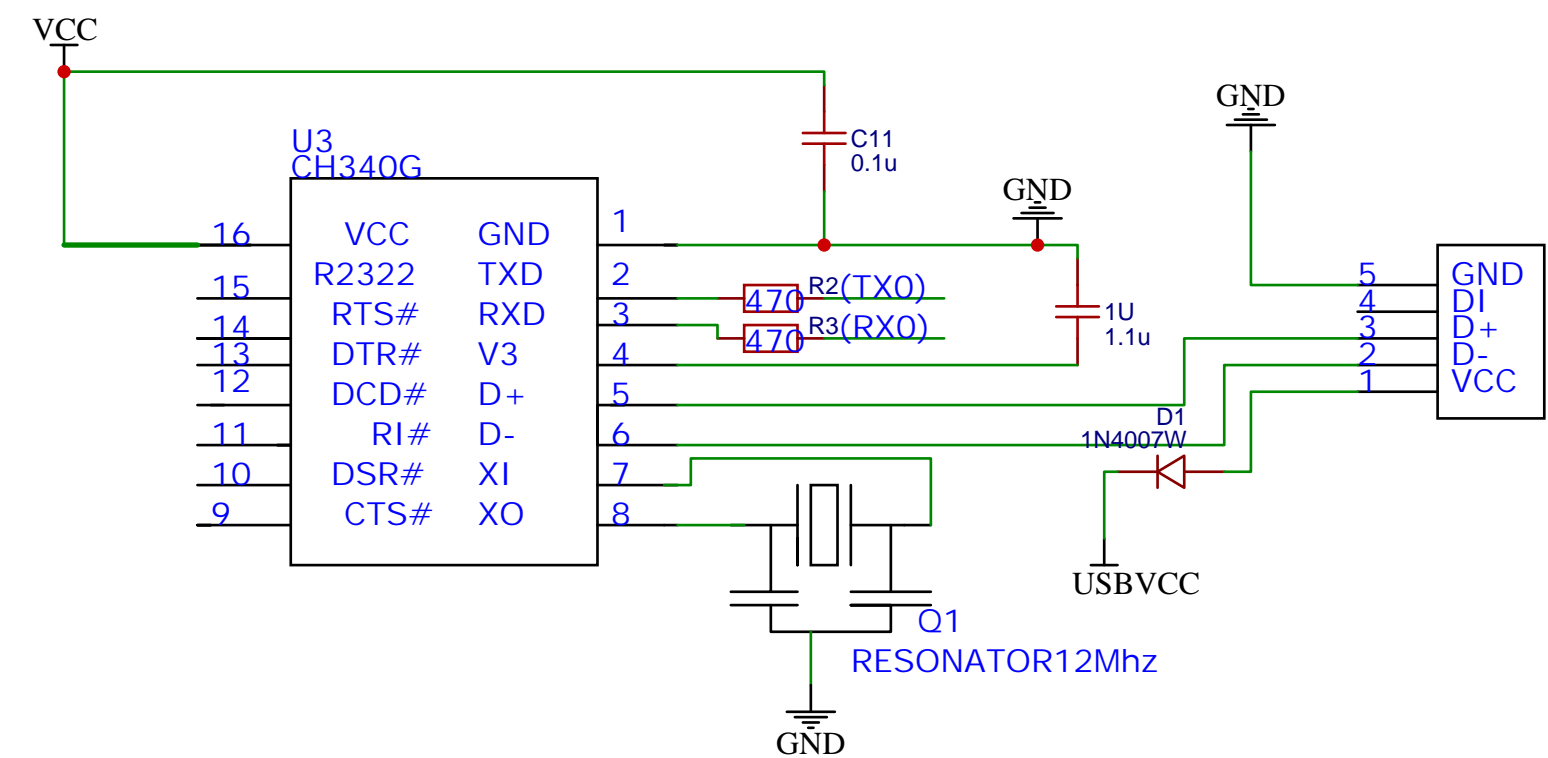 VCC
GND
U3
CH340G
C11
0.1u
GND
16 VCC GND 1
15 R2322 TXD 2
470 R2(TX0)
14 RTS# RXD 3
470 R3(RX0)
13 DTR# V3 4
1U
1.1u
12 DCD# D+ 5
11 RI# D- 6
10 DSR# XI 7
9 CTS# XO 8
5 GND
4 DI
3 D+
2 D-
1 VCC
D1
1N4007W
USBVCC
Q1
RESONATOR12Mhz
GND